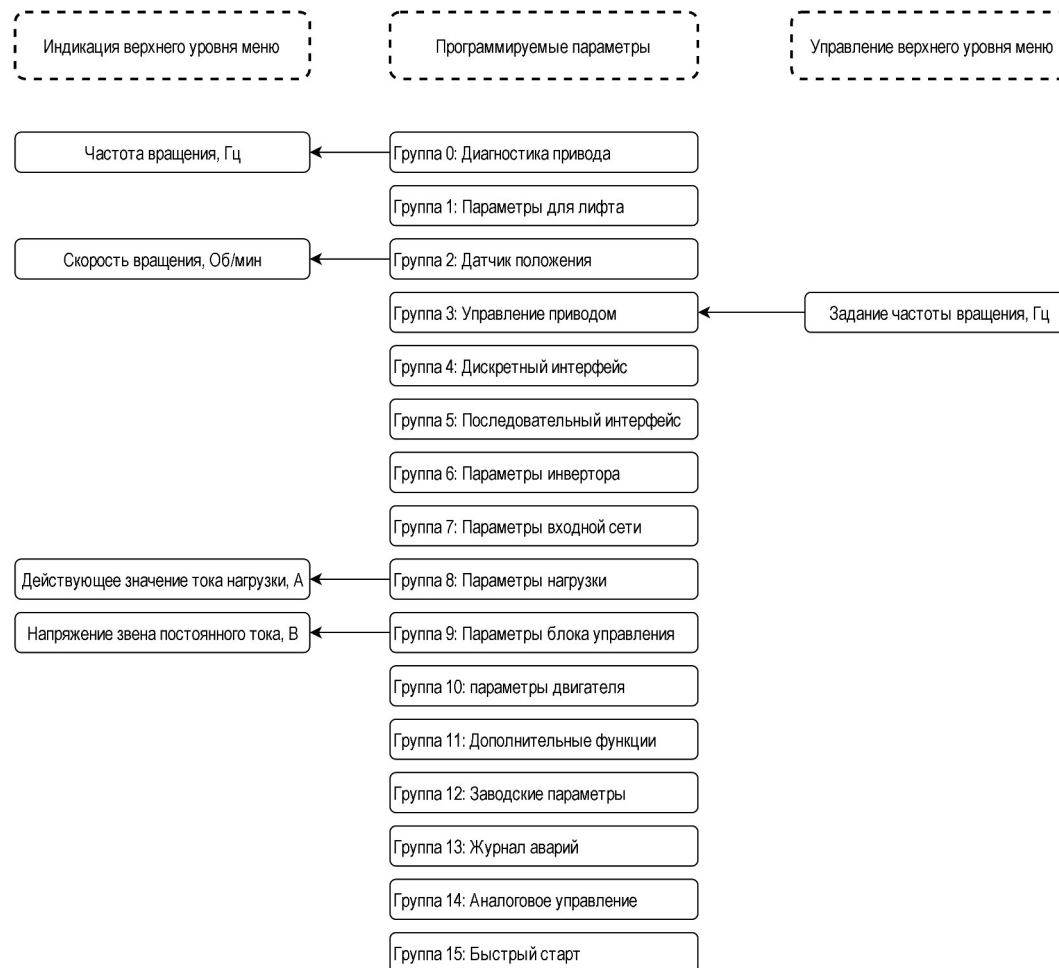 Индикация верхнего уровня меню
Программируемые параметры
Управление верхнего уровня меню
Частота вращения, Гц
Группа 0: Диагностика привода
Группа 1: Параметры для лифта
Скорость вращения, Об/мин
Группа 2: Датчик положения
Группа 3: Управление приводом
Задание частоты вращения, Гц
Группа 4: Дискретный интерфейс
Группа 5: Последовательный интерфейс
Группа 6: Параметры инвертора
Группа 7: Параметры входной сети
Действующее значение тока нагрузки, А
Группа 8: Параметры нагрузки
Напряжение звена постоянного тока, В
Группа 9: Параметры блока управления
Группа 10: параметры двигателя
Группа 11: Дополнительные функции
Группа 12: Заводские параметры
Группа 13: Журнал аварий
Группа 14: Аналоговое управление
Группа 15: Быстрый старт